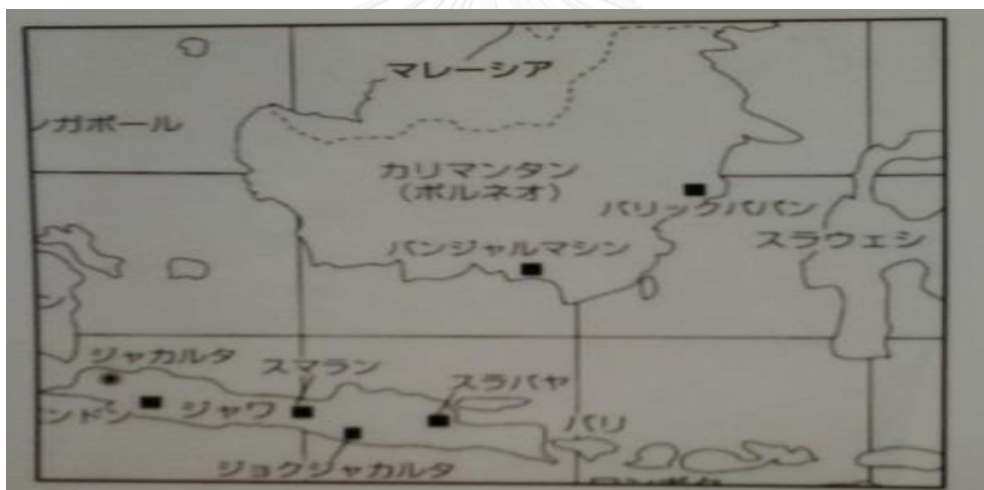 マレーシア
ンガポール
カリマンタン
(ボルネオ)
バリックパパン
スラウェシ
バンジャルマシン
ジャカルタ
スマラン
スラバヤ
ンドン
ジャワ
バリ
ジョクジャカルタ